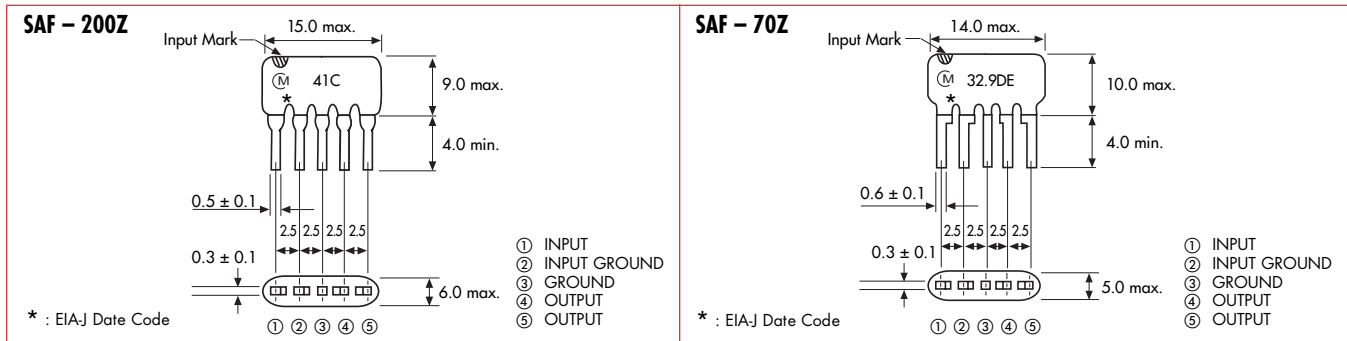 SAF – 200Z
Input Mark
15.0 max.
M 41C
*
9.0 max.
4.0 min.
0.5 ± 0.1
2.5 2.5 2.5 2.5
0.3 ± 0.1
6.0 max.
① INPUT
② INPUT GROUND
③ GROUND
④ OUTPUT
⑤ OUTPUT
* : EIA-J Date Code
① ② ③ ④ ⑤
SAF – 70Z
Input Mark
14.0 max.
M 32.9DE
*
10.0 max.
4.0 min.
0.6 ± 0.1
2.5 2.5 2.5 2.5
0.3 ± 0.1
5.0 max.
① INPUT
② INPUT GROUND
③ GROUND
④ OUTPUT
⑤ OUTPUT
* : EIA-J Date Code
① ② ③ ④ ⑤